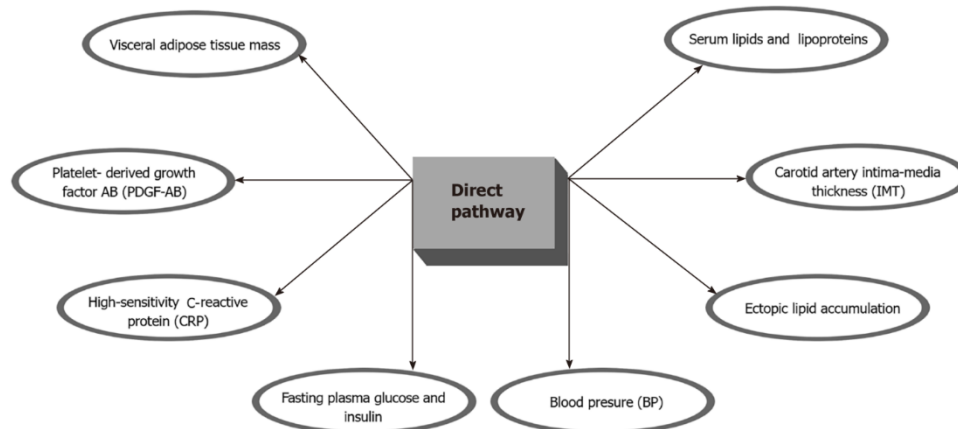 Visceral adipose tissue mass
Serum lipids and lipoproteins
Platelet- derived growth
factor AB (PDGF-AB)
Direct
pathway
Carotid artery intima-media
thickness (IMT)
High-sensitivity C-reactive
protein (CRP)
Ectopic lipid accumulation
Fasting plasma glucose and
insulin
Blood presure (BP)